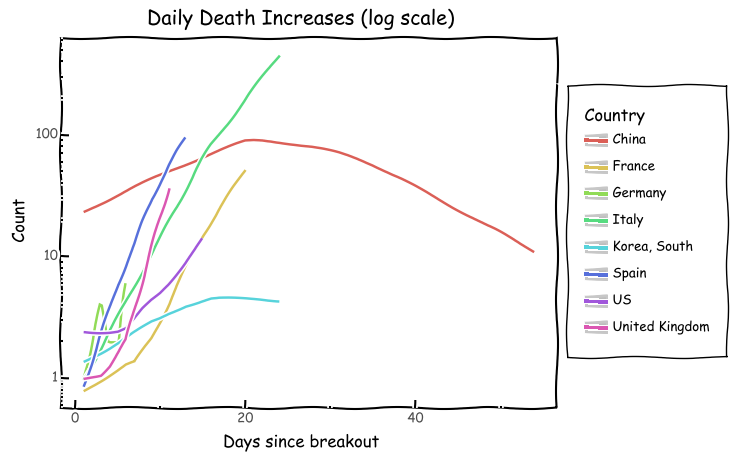 Daily Death Increases (log scale)
Count
100
10
1
0
20
40
Days since breakout
Country
China
France
Germany
Italy
Korea, South
Spain
US
United Kingdom